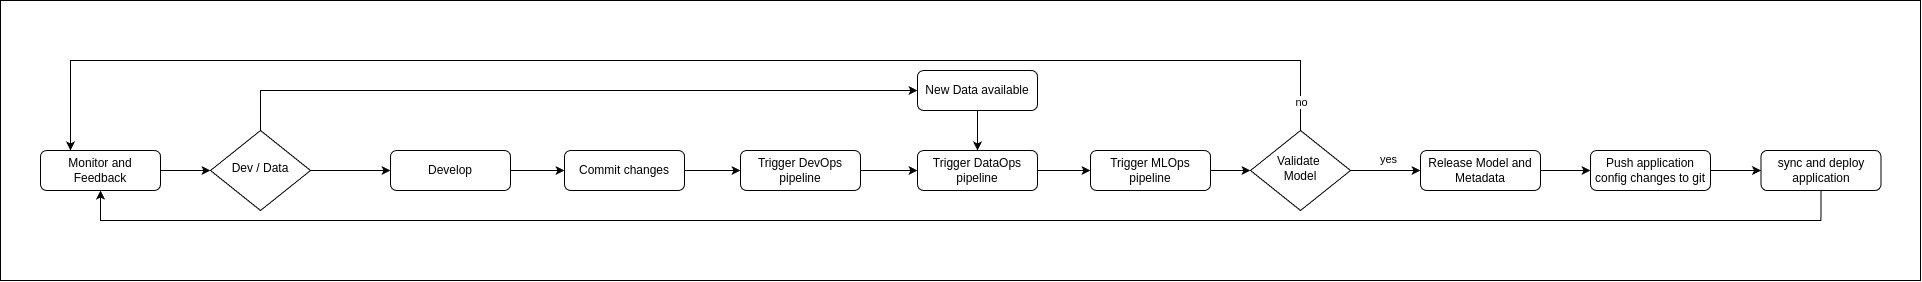 New Data available
no
Monitor and
Feedback
Dev / Data
Develop
Commit changes
Trigger DevOps
pipeline
Trigger DataOps
pipeline
Trigger MLOps
pipeline
Validate
Model
yes
Release Model and
Metadata
Push application
config changes to git
sync and deploy
application